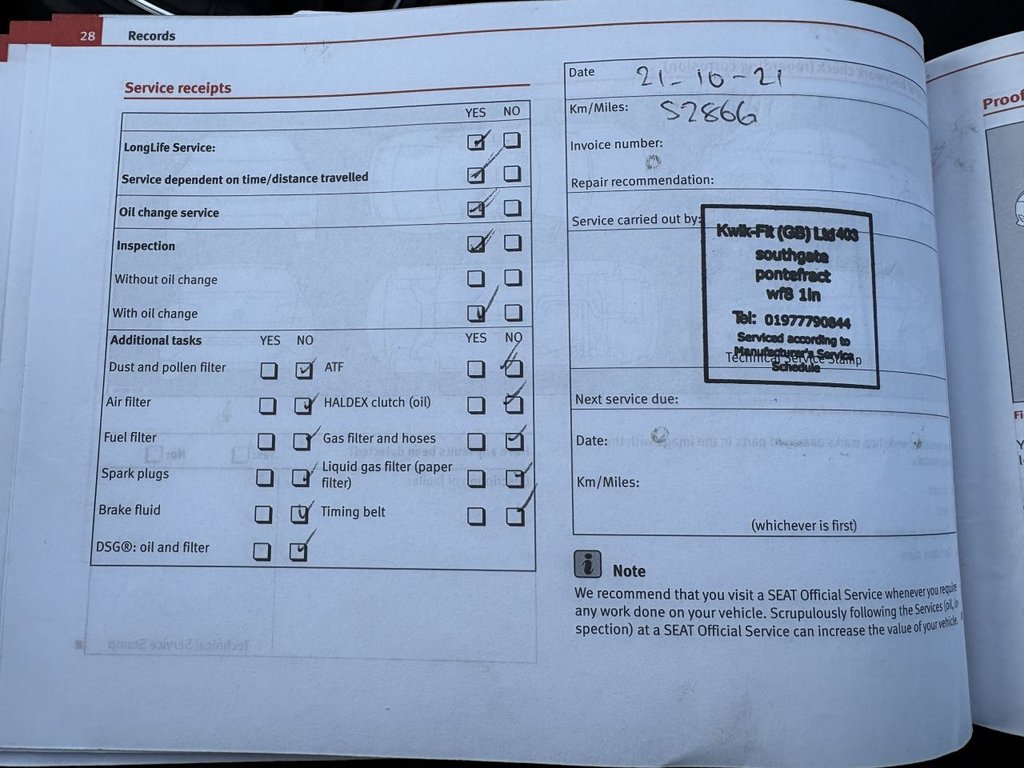 28 Records
Service receipts
YES NO
LongLife Service:
Service dependent on time/distance travelled
Oil change service
Inspection
Without oil change
With oil change
Additional tasks YES NO YES NO
Dust and pollen filter ATF
Air filter HALDEX clutch (oil)
Fuel filter Gas filter and hoses
Spark plugs Liquid gas filter (paper
filter)
Brake fluid Timing belt
DSG®: oil and filter
Date 21-10-21
Km/Miles: 52866
Invoice number:
Repair recommendation:
Service carried out by:
Kwik-Fit (GB) Ltd 403
southgate
pontefract
wf8 1ln
Tel: 01977790844
Serviced according to
Manufacturer's Service
Schedule
Technical Service Stamp
Next service due:
Date:
Km/Miles:
(whichever is first)
i Note
We recommend that you visit a SEAT Official Service whenever you require
any work done on your vehicle. Scrupulously following the Services (oil, in-
spection) at a SEAT Official Service can increase the value of your vehicle.
Proof